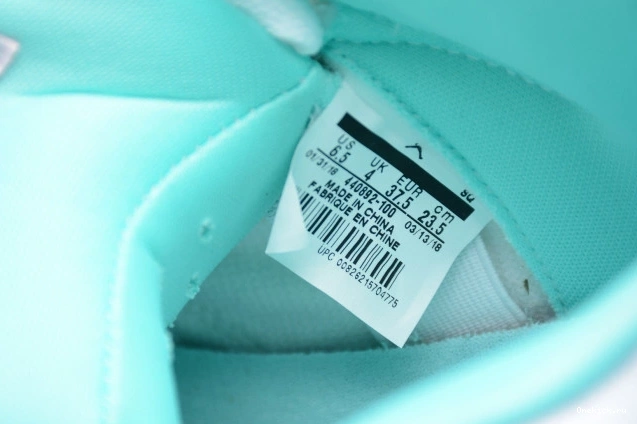 US UK EUR cm
6.5 4 37.5 23.5
01/31/18 440892-100 03/13/18
MADE IN CHINA
FABRIQUE EN CHINE
UPC 00826215704775